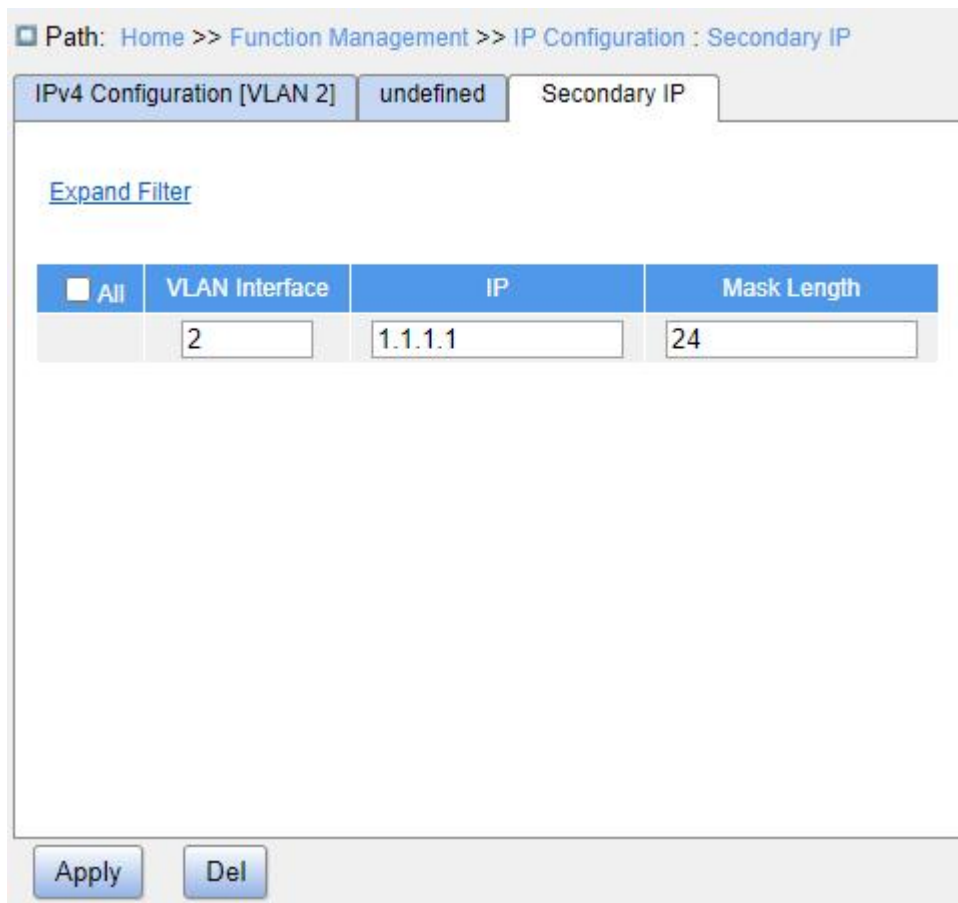 Path: Home >> Function Management >> IP Configuration : Secondary IP
IPv4 Configuration [VLAN 2] undefined Secondary IP
Expand Filter
All VLAN Interface IP Mask Length
2 1.1.1.1 24
Apply Del